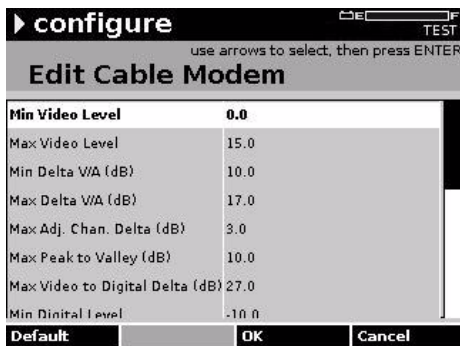 configure
E F
TEST
use arrows to select, then press ENTER
Edit Cable Modem
Min Video Level 0.0
Max Video Level 15.0
Min Delta V/A (dB) 10.0
Max Delta V/A (dB) 17.0
Max Adj. Chan. Delta (dB) 3.0
Max Peak to Valley (dB) 10.0
Max Video to Digital Delta (dB) 27.0
Min Digital Level -10.0
Default OK Cancel